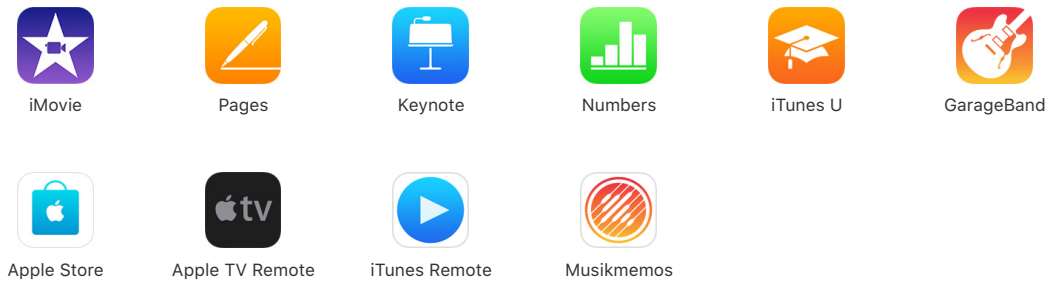 iMovie
Pages
Keynote
Numbers
iTunes U
GarageBand
tv
Apple Store
Apple TV Remote
iTunes Remote
Musikmemos